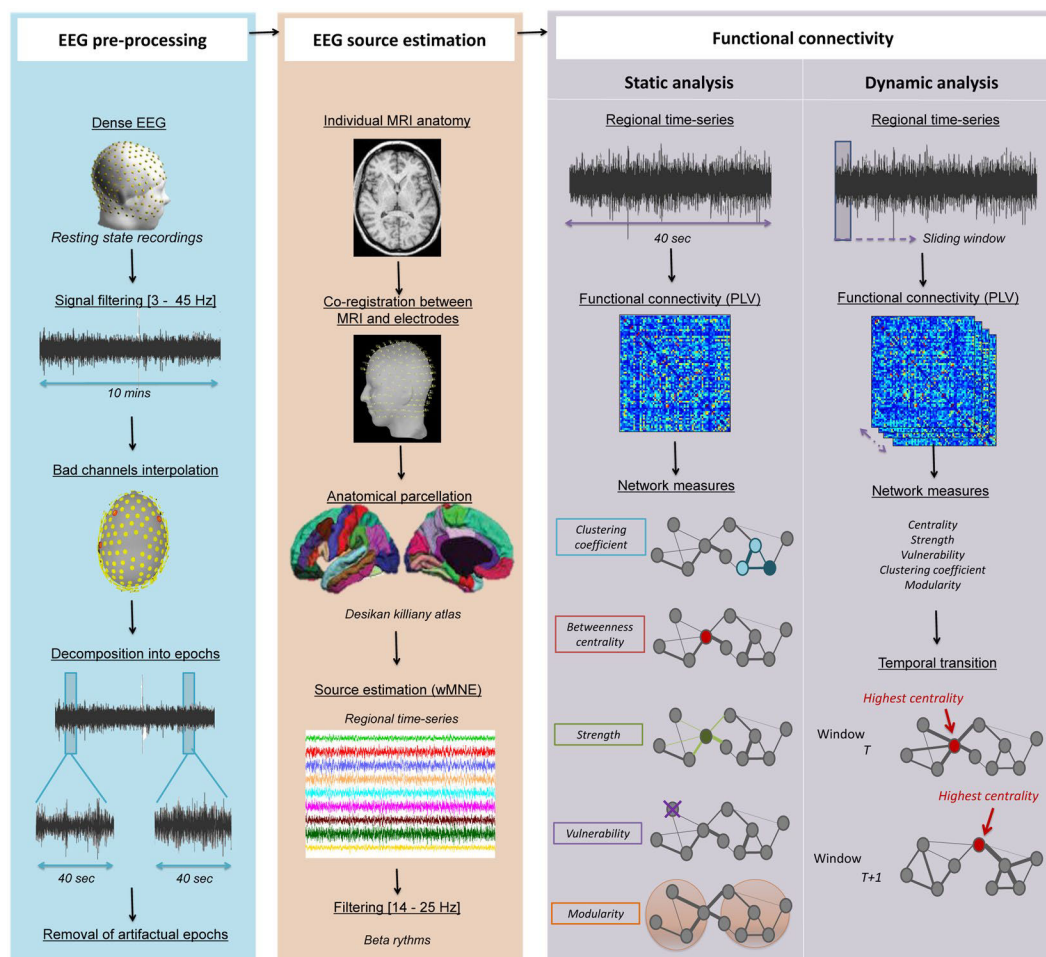 EEG pre-processing
Dense EEG
Resting state recordings
Signal filtering [3 - 45 Hz]
10 mins
Bad channels interpolation
Decomposition into epochs
40 sec
40 sec
Removal of artifactual epochs
EEG source estimation
Individual MRI anatomy
Co-registration between
MRI and electrodes
Anatomical parcellation
Desikan killiany atlas
Source estimation (wMNE)
Regional time-series
Filtering [14 - 25 Hz]
Beta rythms
Functional connectivity
Static analysis
Regional time-series
40 sec
Functional connectivity (PLV)
Network measures
Clustering
coefficient
Betweenness
centrality
Strength
Vulnerability
Modularity
Dynamic analysis
Regional time-series
Sliding window
Functional connectivity (PLV)
Network measures
Centrality
Strength
Vulnerability
Clustering coefficient
Modularity
Temporal transition
Highest centrality
Window
T
Highest centrality
Window
T+1